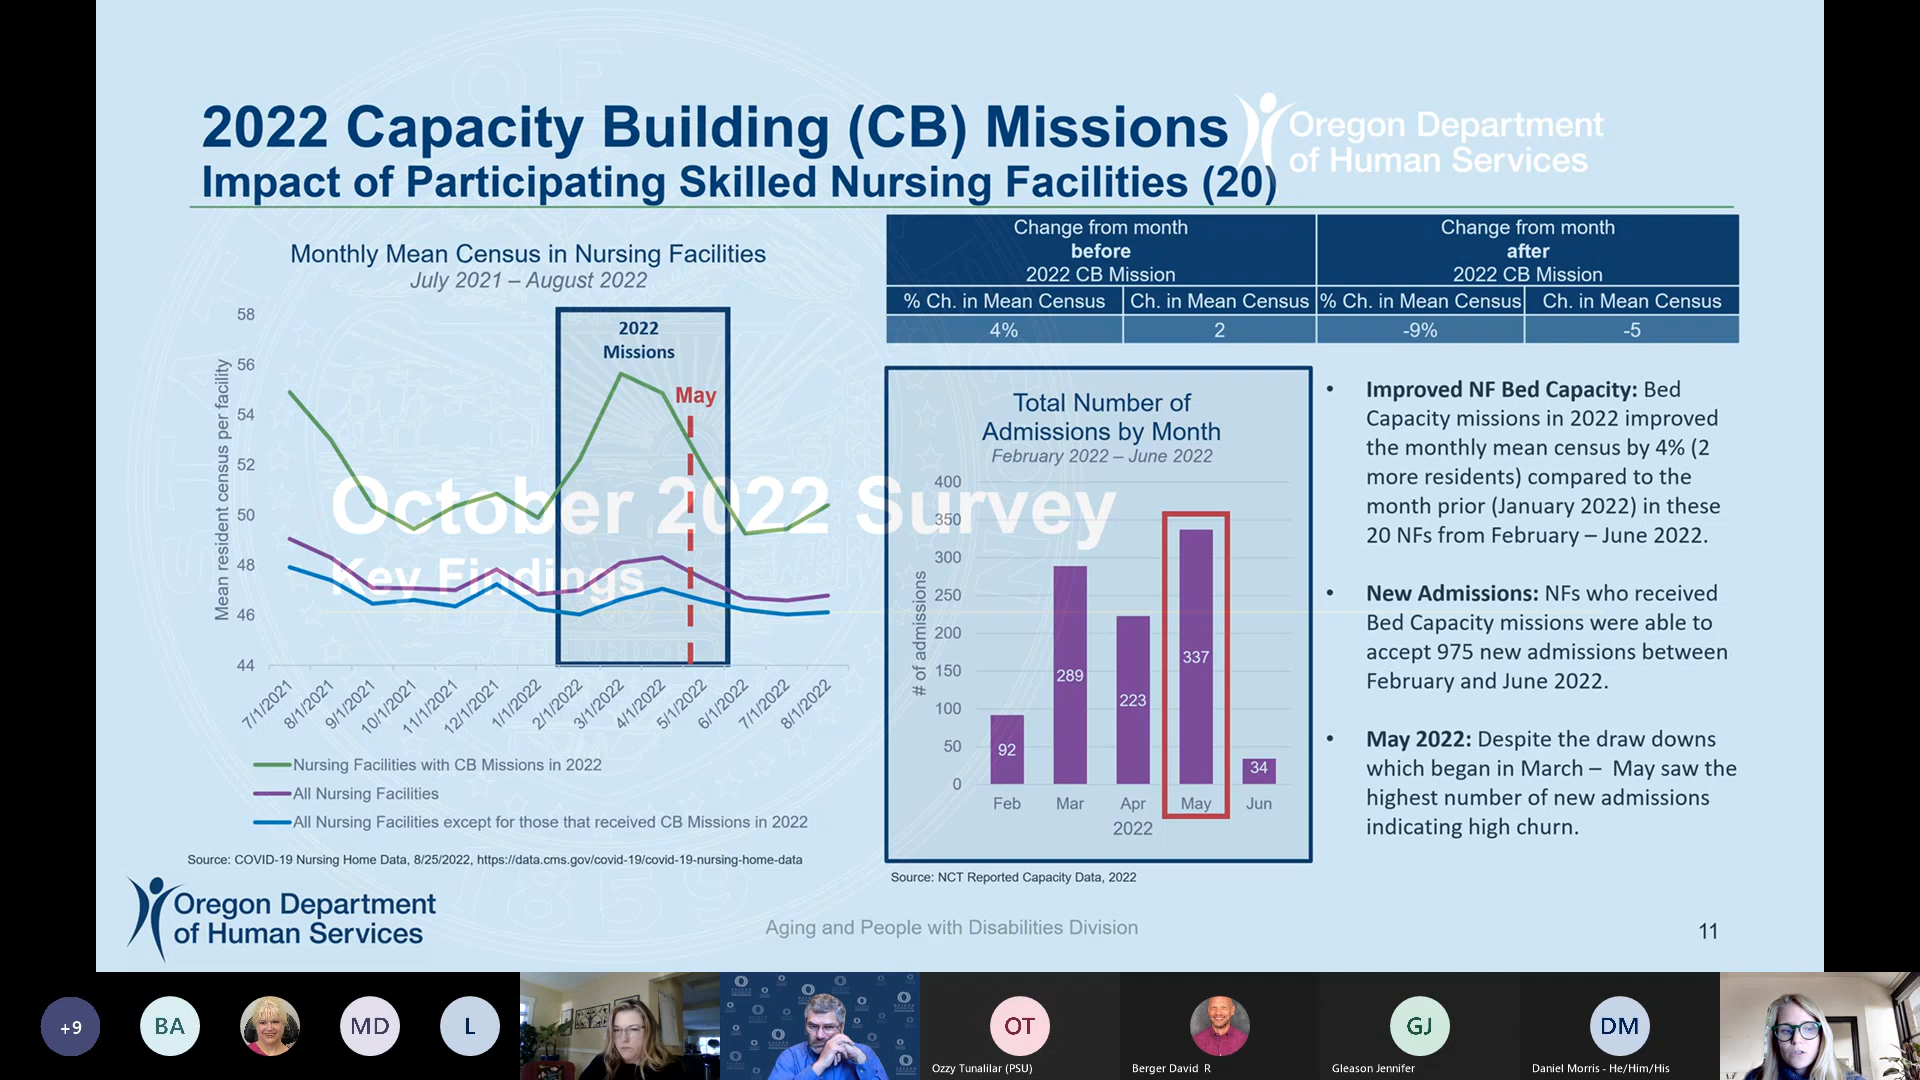 2022 Capacity Building (CB) Missions
Impact of Participating Skilled Nursing Facilities (20)
Oregon Department
of Human Services
Monthly Mean Census in Nursing Facilities
July 2021 – August 2022
58
56
54
52
50
48
46
44
Mean resident census per facility
2022
Missions
May
7/1/2021
8/1/2021
9/1/2021
10/1/2021
11/1/2021
12/1/2021
1/1/2022
2/1/2022
3/1/2022
4/1/2022
5/1/2022
6/1/2022
7/1/2022
8/1/2022
Nursing Facilities with CB Missions in 2022
All Nursing Facilities
All Nursing Facilities except for those that received CB Missions in 2022
Source: COVID-19 Nursing Home Data, 8/25/2022, https://data.cms.gov/covid-19/covid-19-nursing-home-data
October 2022 Survey
Key Findings
Change from month
before
2022 CB Mission
Change from month
after
2022 CB Mission
% Ch. in Mean Census
Ch. in Mean Census
% Ch. in Mean Census
Ch. in Mean Census
4%
2
-9%
-5
Total Number of
Admissions by Month
February 2022 – June 2022
400
350
300
250
200
150
100
50
0
# of admissions
92
289
223
337
34
Feb
Mar
Apr
May
Jun
2022
Source: NCT Reported Capacity Data, 2022
• Improved NF Bed Capacity: Bed
Capacity missions in 2022 improved
the monthly mean census by 4% (2
more residents) compared to the
month prior (January 2022) in these
20 NFs from February – June 2022.
• New Admissions: NFs who received
Bed Capacity missions were able to
accept 975 new admissions between
February and June 2022.
• May 2022: Despite the draw downs
which began in March – May saw the
highest number of new admissions
indicating high churn.
Oregon Department
of Human Services
Aging and People with Disabilities Division
11
THE UNION
1859
+9
BA
MD
L
OT
Ozzy Tunalilar (PSU)
Berger David R
GJ
Gleason Jennifer
DM
Daniel Morris - He/Him/His